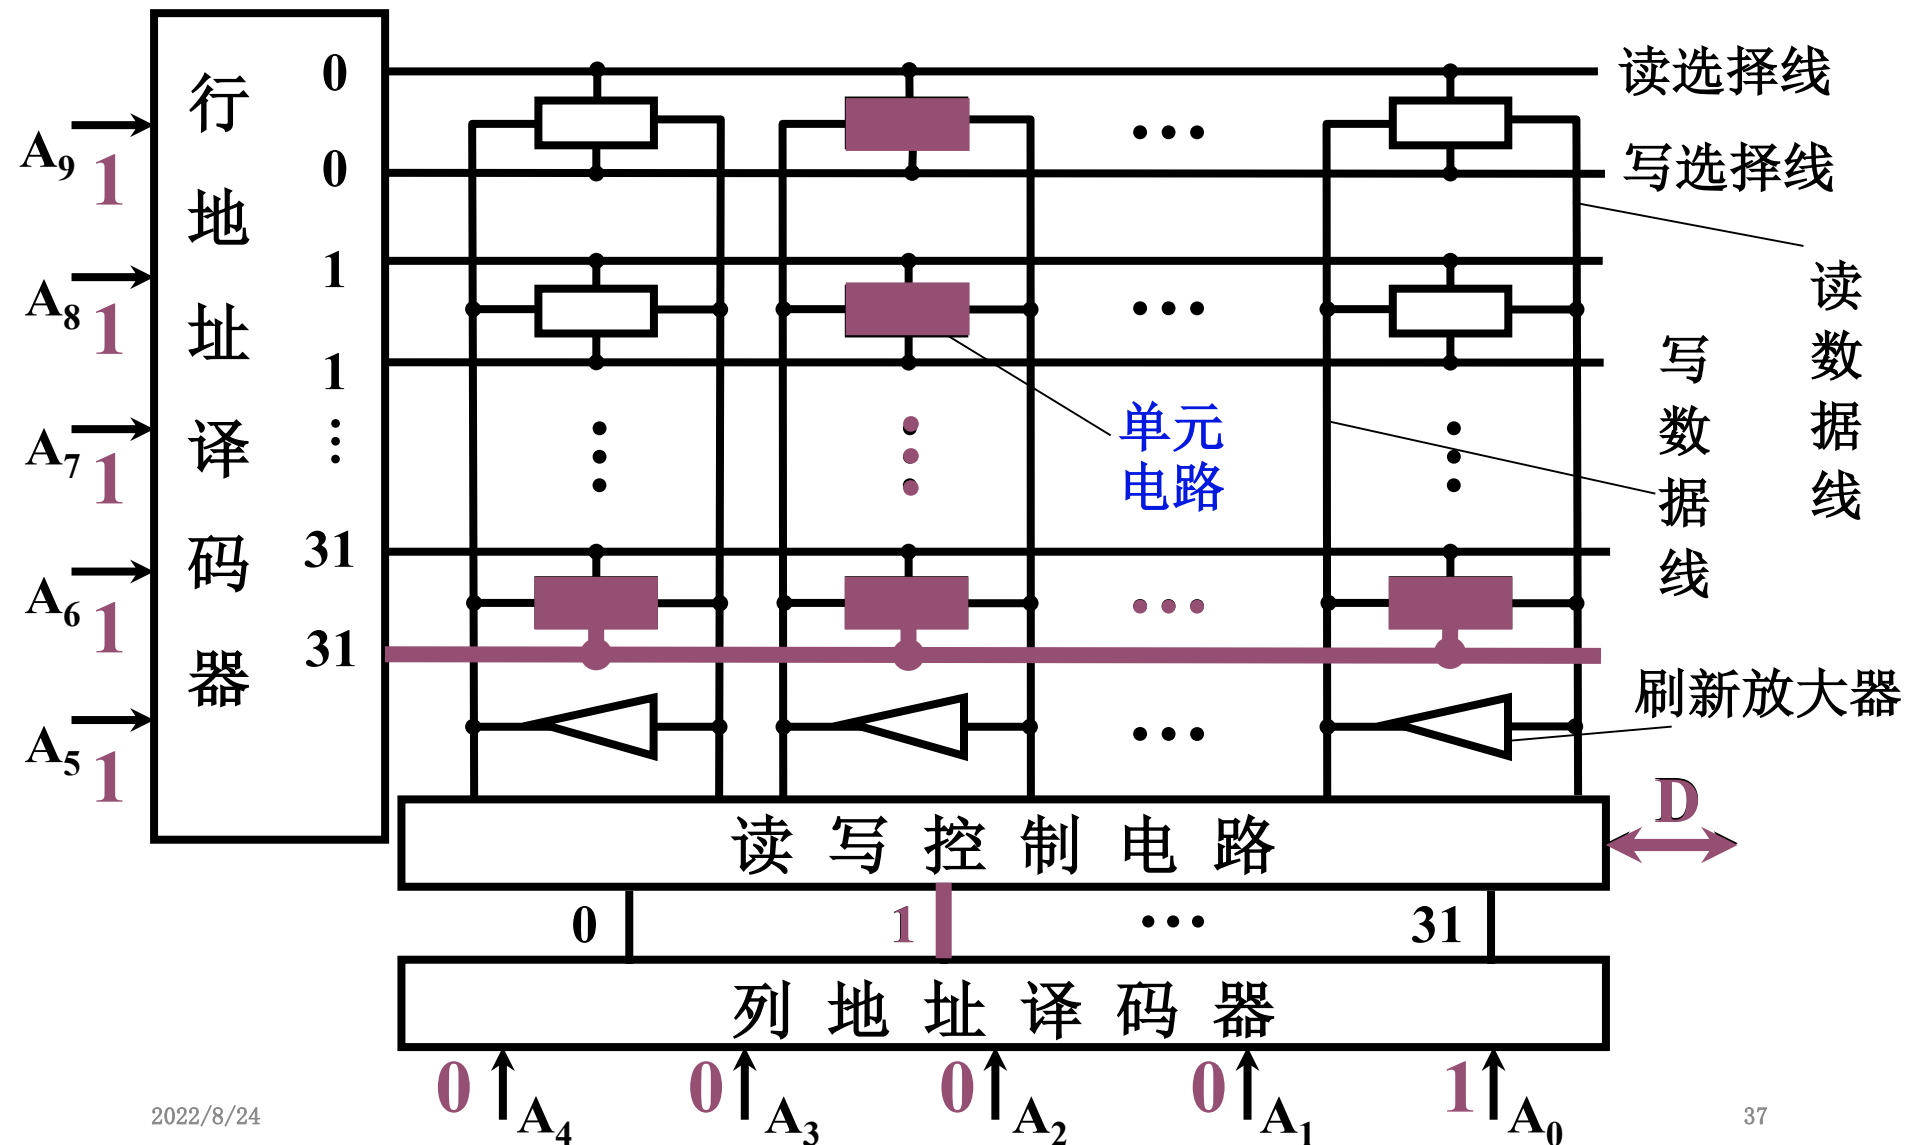 行地址译码器
0
0
1
1
⋮
31
31
A9 1
A8 1
A7 1
A6 1
A5 1
读选择线
写选择线
…
…
读数据线
写数据线
单元
电路
…
刷新放大器
…
读写控制电路
D
0
1
…
31
列地址译码器
0 A4
0 A3
0 A2
0 A1
1 A0
2022/8/24
37